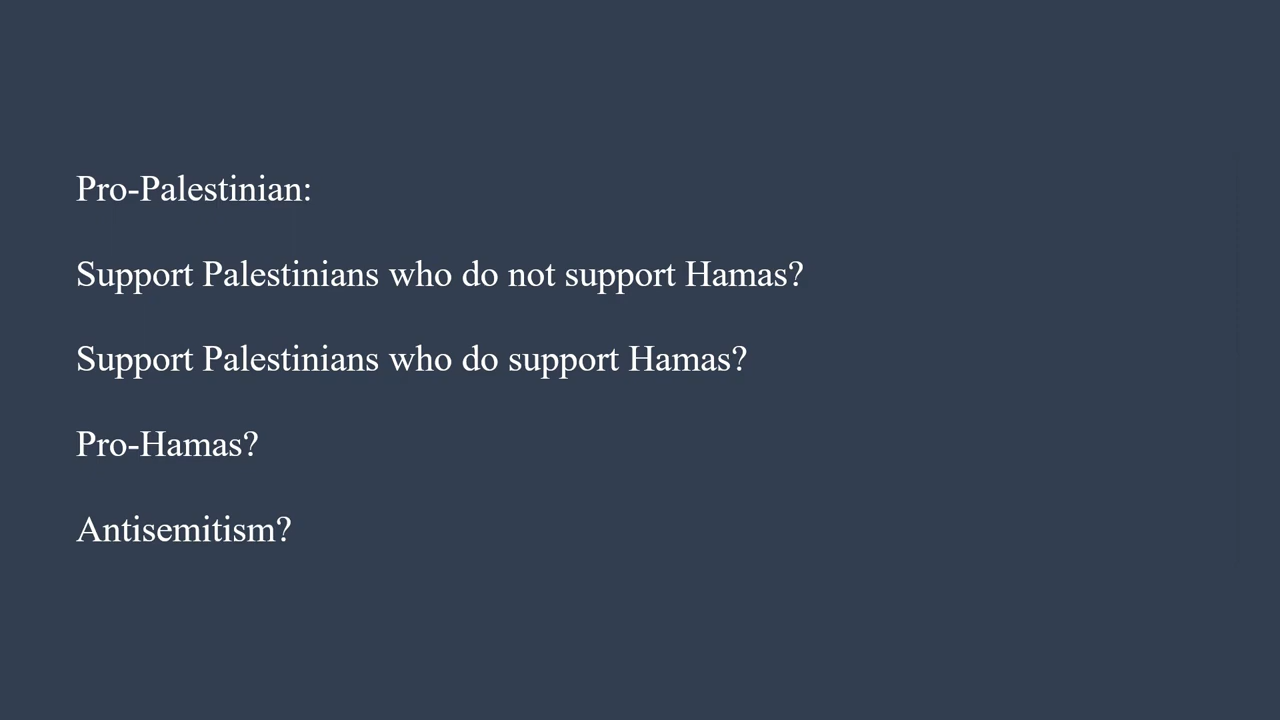 Pro-Palestinian:
Support Palestinians who do not support Hamas?
Support Palestinians who do support Hamas?
Pro-Hamas?
Antisemitism?